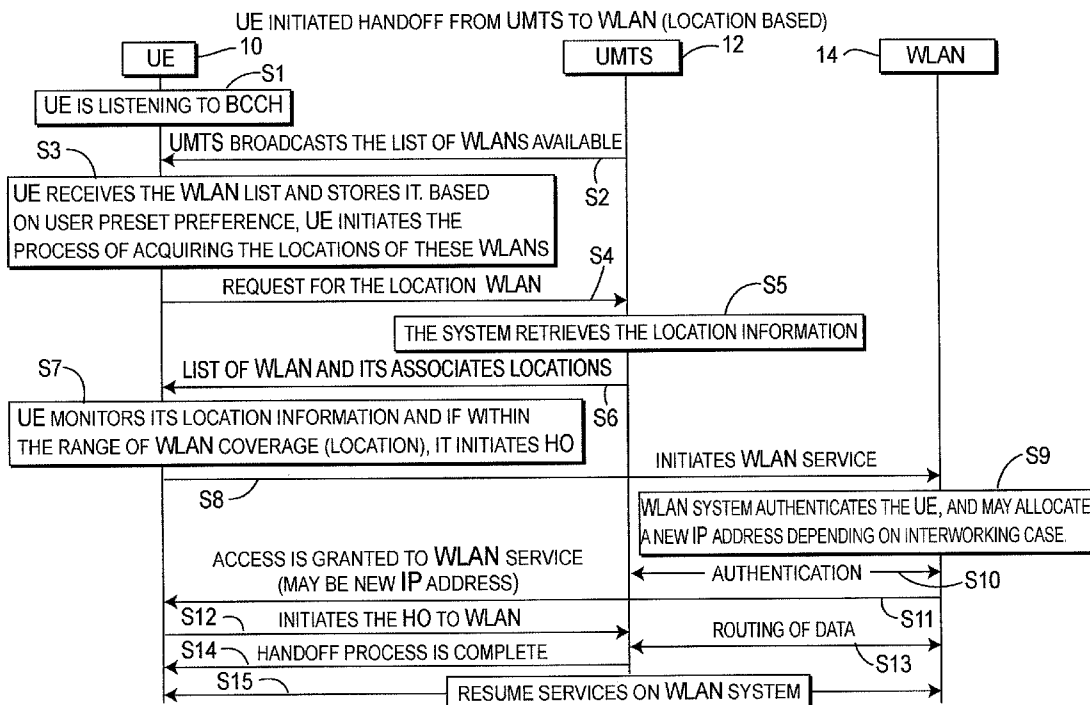 UE INITIATED HANDOFF FROM UMTS TO WLAN (LOCATION BASED)
10
12
14
UE
UMTS
WLAN
S1
UE IS LISTENING TO BCCH
UMTS BROADCASTS THE LIST OF WLANS AVAILABLE
S3
S2
UE RECEIVES THE WLAN LIST AND STORES IT. BASED
ON USER PRESET PREFERENCE, UE INITIATES THE
PROCESS OF ACQUIRING THE LOCATIONS OF THESE WLANS
S4
REQUEST FOR THE LOCATION WLAN
S5
THE SYSTEM RETRIEVES THE LOCATION INFORMATION
S7
LIST OF WLAN AND ITS ASSOCIATES LOCATIONS
S6
UE MONITORS ITS LOCATION INFORMATION AND IF WITHIN
THE RANGE OF WLAN COVERAGE (LOCATION), IT INITIATES HO
INITIATES WLAN SERVICE
S8
S9
WLAN SYSTEM AUTHENTICATES THE UE, AND MAY ALLOCATE
A NEW IP ADDRESS DEPENDING ON INTERWORKING CASE.
ACCESS IS GRANTED TO WLAN SERVICE
(MAY BE NEW IP ADDRESS)
AUTHENTICATION
S10
S11
S12
INITIATES THE HO TO WLAN
ROUTING OF DATA
S13
S14
HANDOFF PROCESS IS COMPLETE
S15
RESUME SERVICES ON WLAN SYSTEM